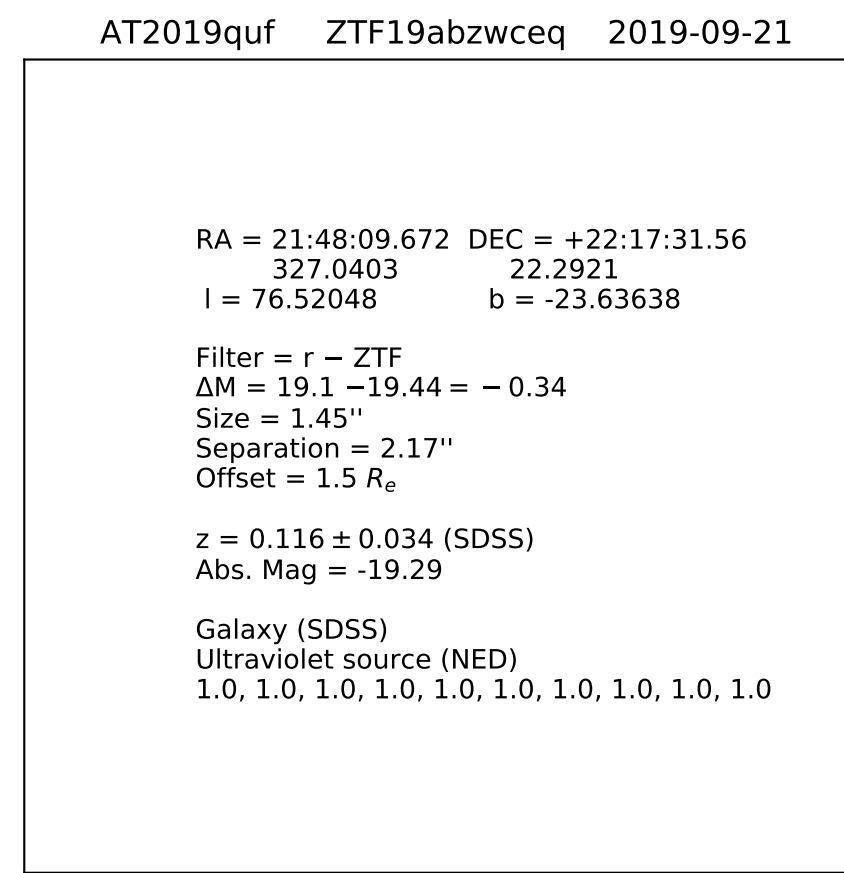 AT2019quf ZTF19abzwceq 2019-09-21
RA = 21:48:09.672 DEC = +22:17:31.56
327.0403 22.2921
l = 76.52048 b = -23.63638
Filter = r − ZTF
ΔM = 19.1 −19.44 = − 0.34
Size = 1.45''
Separation = 2.17''
Offset = 1.5 Rₑ
z = 0.116 ± 0.034 (SDSS)
Abs. Mag = -19.29
Galaxy (SDSS)
Ultraviolet source (NED)
1.0, 1.0, 1.0, 1.0, 1.0, 1.0, 1.0, 1.0, 1.0, 1.0